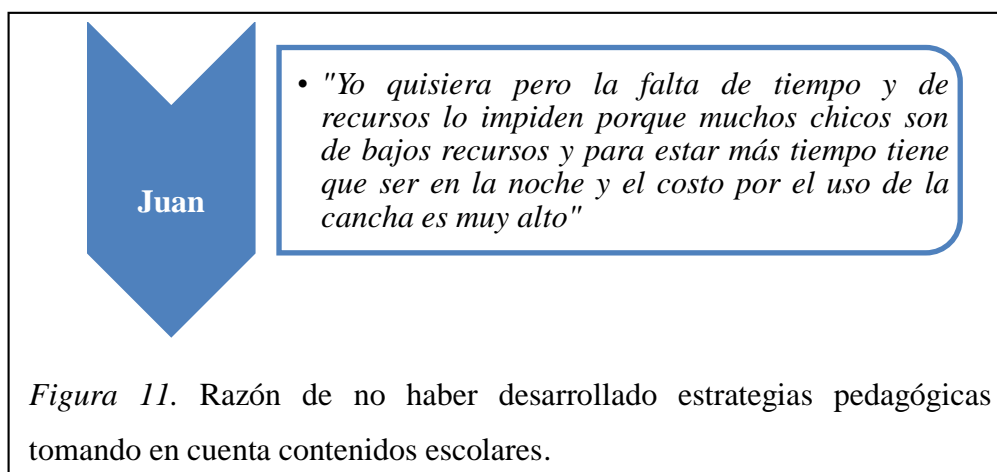 Juan
• "Yo quisiera pero la falta de tiempo y de
recursos lo impiden porque muchos chicos son
de bajos recursos y para estar más tiempo tiene
que ser en la noche y el costo por el uso de la
cancha es muy alto"
Figura 11. Razón de no haber desarrollado estrategias pedagógicas
tomando en cuenta contenidos escolares.